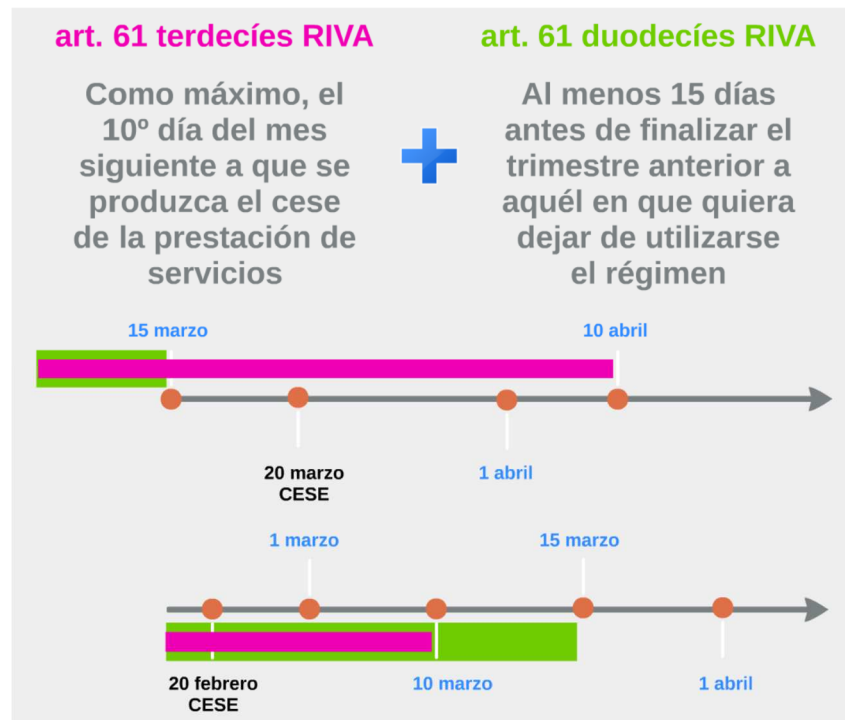 art. 61 terdecíes RIVA
Como máximo, el
10º día del mes
siguiente a que se
produzca el cese
de la prestación de
servicios
art. 61 duodecíes RIVA
Al menos 15 días
antes de finalizar el
trimestre anterior a
aquél en que quiera
dejar de utilizarse
el régimen
15 marzo
10 abril
20 marzo
CESE
1 abril
1 marzo
15 marzo
20 febrero
CESE
10 marzo
1 abril